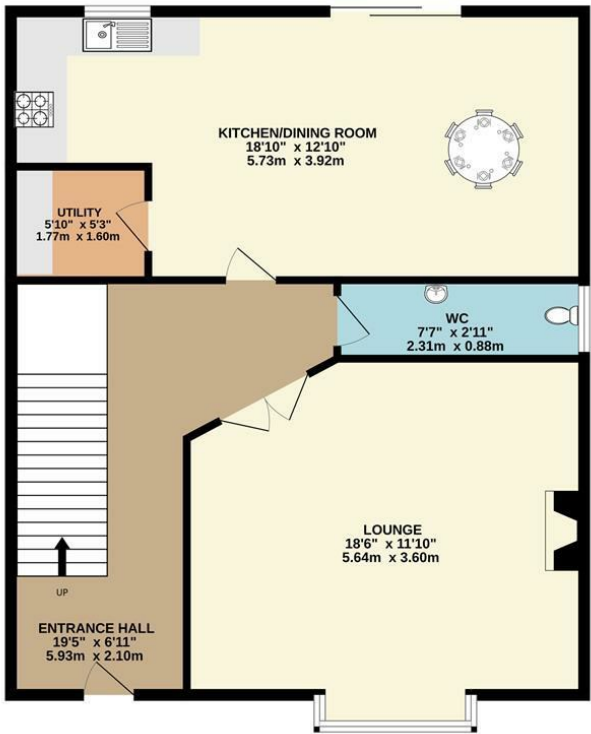 KITCHEN/DINING ROOM
18'10" x 12'10"
5.73m x 3.92m
UTILITY
5'10" x 5'3"
1.77m x 1.60m
WC
7'7" x 2'11"
2.31m x 0.88m
LOUNGE
18'6" x 11'10"
5.64m x 3.60m
UP
ENTRANCE HALL
19'5" x 6'11"
5.93m x 2.10m